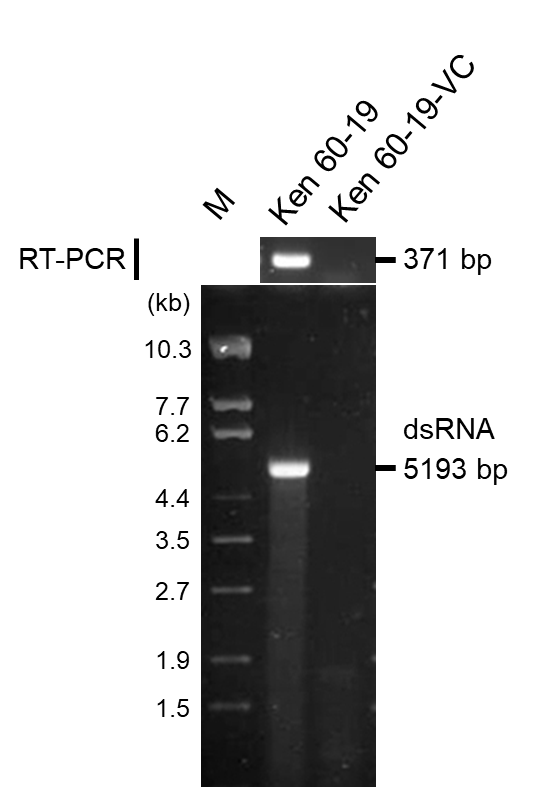 M
Ken 60-19
Ken 60-19-VC
RT-PCR
371 bp
(kb)
10.3
7.7
6.2
dsRNA
5193 bp
4.4
3.5
2.7
1.9
1.5